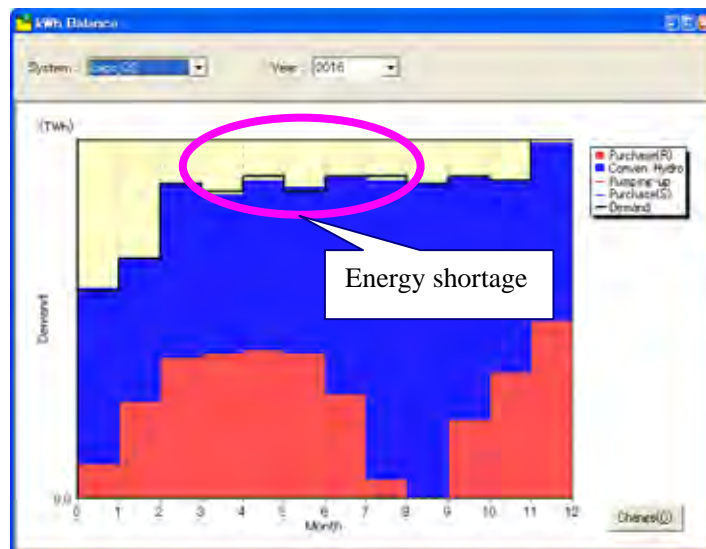 kWh Balance
System :
Year : 2016
(TWh)
Purchase(R)
Conven. Hydro
Pumping-up
Purchase(S)
Demand
Energy shortage
Demand
0.0
0 1 2 3 4 5 6 7 8 9 10 11 12
Month
Change(C)